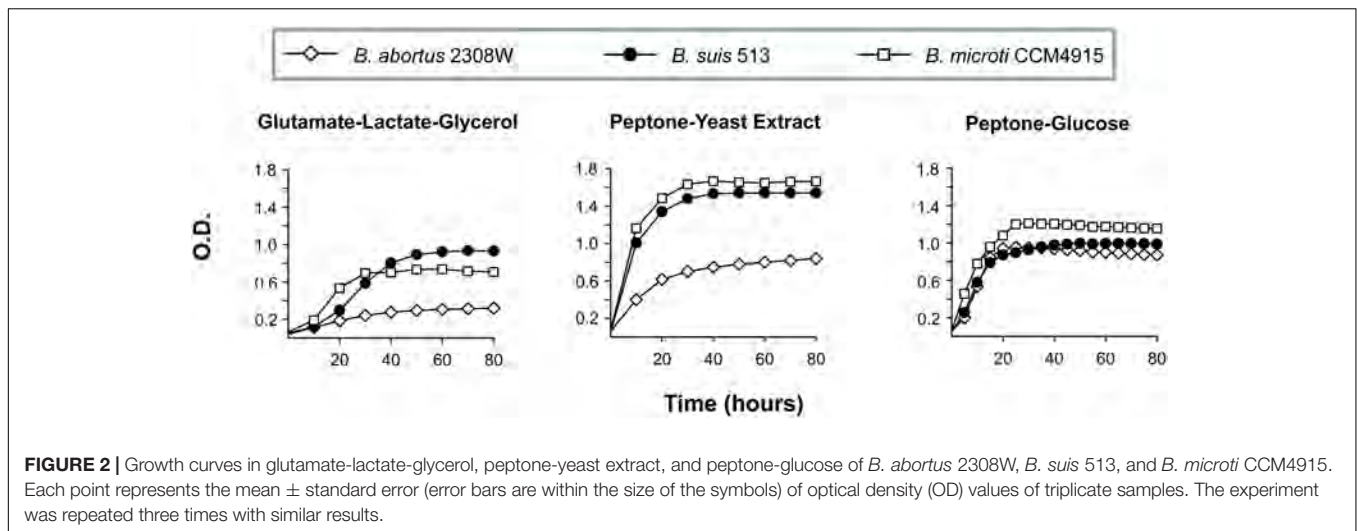 B. abortus 2308W B. suis 513 B. microti CCM4915
Glutamate-Lactate-Glycerol Peptone-Yeast Extract Peptone-Glucose
O.D.
1.8 1.8 1.8
1.4 1.4 1.4
1.0 1.0 1.0
0.6 0.6 0.6
0.2 0.2 0.2
20 40 60 80 20 40 60 80 20 40 60 80
Time (hours)
FIGURE 2 | Growth curves in glutamate-lactate-glycerol, peptone-yeast extract, and peptone-glucose of B. abortus 2308W, B. suis 513, and B. microti CCM4915.
Each point represents the mean ± standard error (error bars are within the size of the symbols) of optical density (OD) values of triplicate samples. The experiment
was repeated three times with similar results.